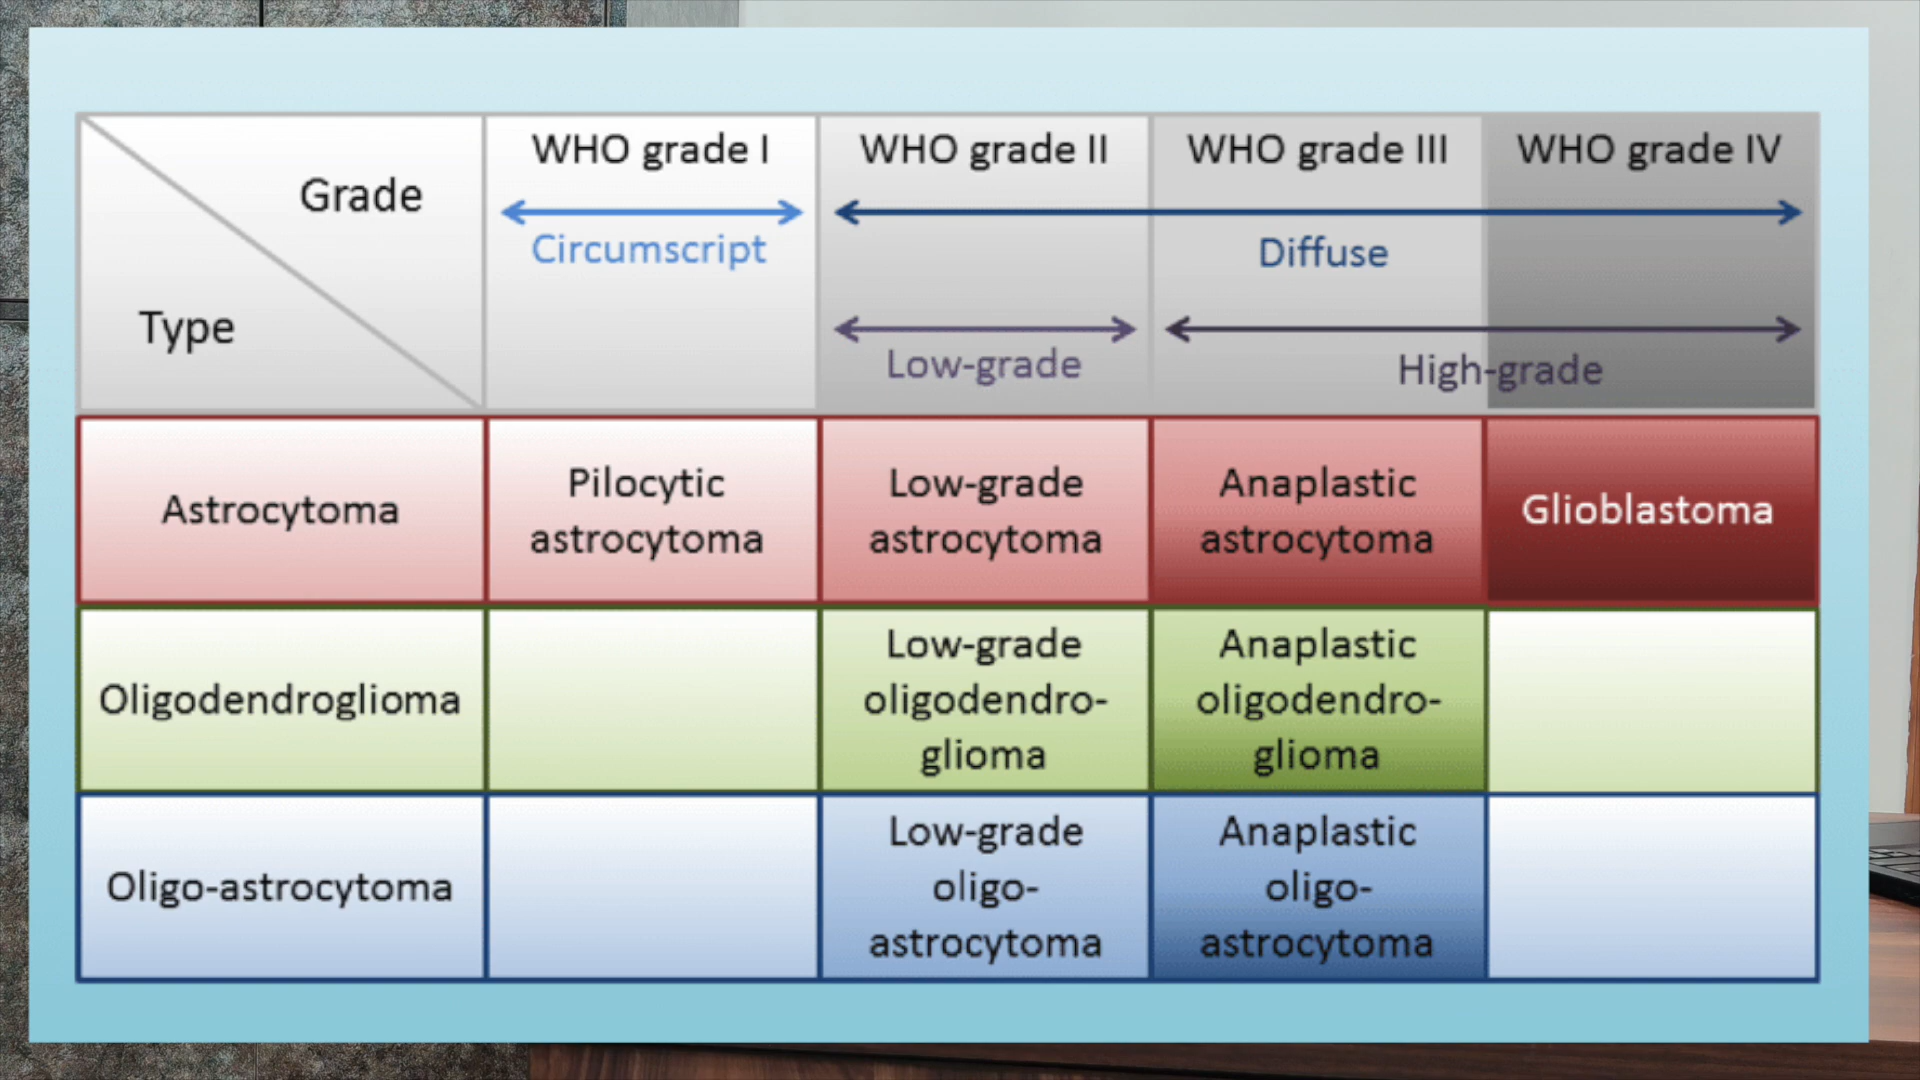 Grade
Type
WHO grade I
Circumscript
WHO grade II
WHO grade III
WHO grade IV
Diffuse
Low-grade
High-grade
Astrocytoma
Pilocytic
astrocytoma
Low-grade
astrocytoma
Anaplastic
astrocytoma
Glioblastoma
Oligodendroglioma
Low-grade
oligodendro-
glioma
Anaplastic
oligodendro-
glioma
Oligo-astrocytoma
Low-grade
oligo-
astrocytoma
Anaplastic
oligo-
astrocytoma